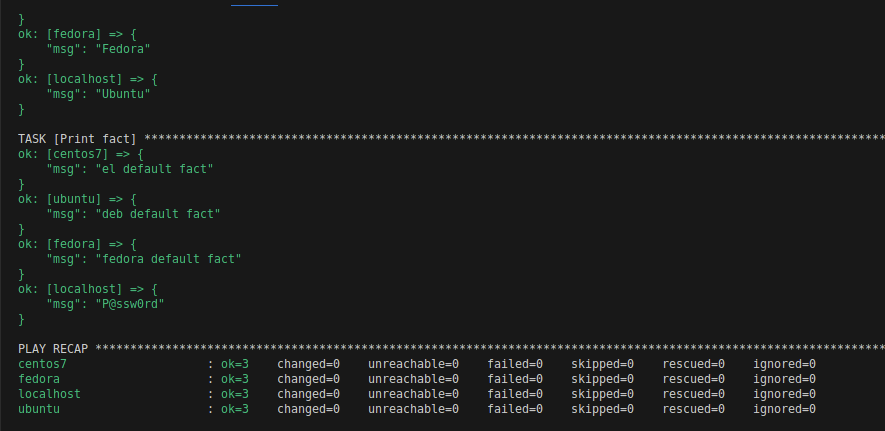 }
ok: [fedora] => {
    "msg": "Fedora"
}
ok: [localhost] => {
    "msg": "Ubuntu"
}

TASK [Print fact] **********************************************************************************************************
ok: [centos7] => {
    "msg": "el default fact"
}
ok: [ubuntu] => {
    "msg": "deb default fact"
}
ok: [fedora] => {
    "msg": "fedora default fact"
}
ok: [localhost] => {
    "msg": "P@ssw0rd"
}

PLAY RECAP *****************************************************************************************************************
centos7                    : ok=3    changed=0    unreachable=0    failed=0    skipped=0    rescued=0    ignored=0
fedora                     : ok=3    changed=0    unreachable=0    failed=0    skipped=0    rescued=0    ignored=0
localhost                  : ok=3    changed=0    unreachable=0    failed=0    skipped=0    rescued=0    ignored=0
ubuntu                     : ok=3    changed=0    unreachable=0    failed=0    skipped=0    rescued=0    ignored=0